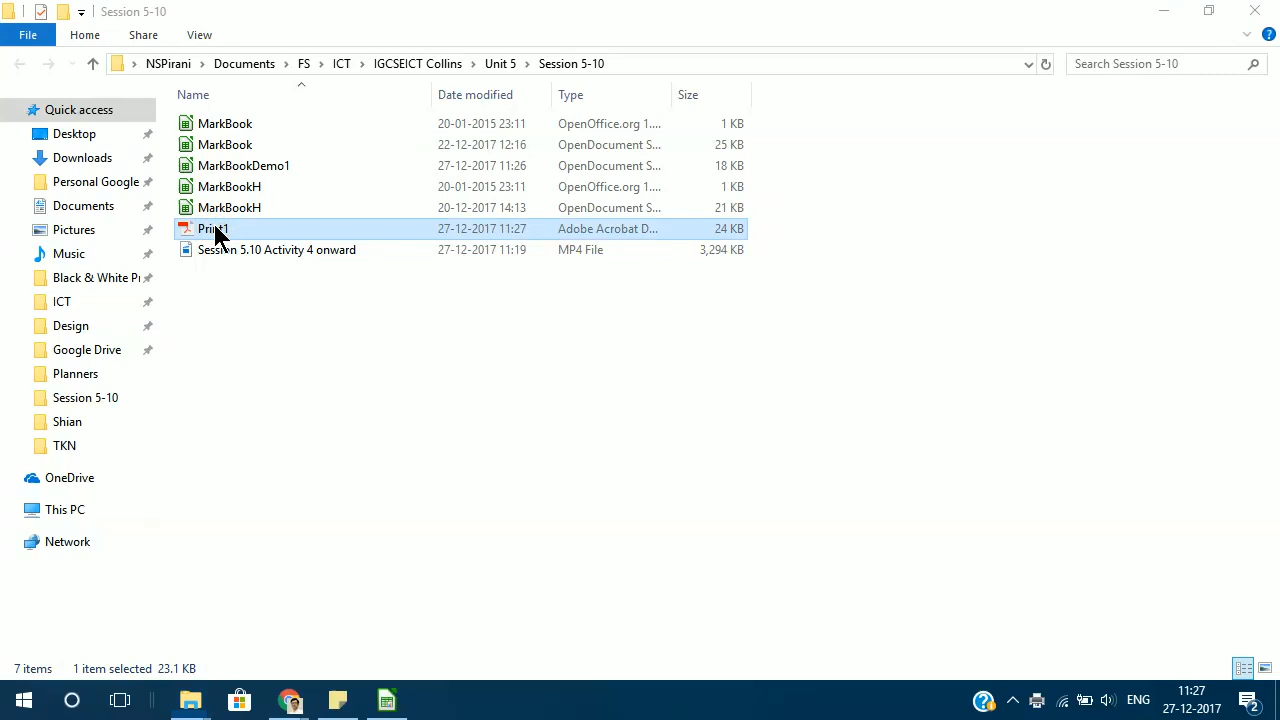 Session 5-10
File Home Share View
NSPirani Documents FS ICT IGCSEICT Collins Unit 5 Session 5-10 Search Session 5-10
Name Date modified Type Size
MarkBook 20-01-2015 23:11 OpenOffice.org 1.... 1 KB
MarkBook 22-12-2017 12:16 OpenDocument S... 25 KB
MarkBookDemo1 27-12-2017 11:26 OpenDocument S... 18 KB
MarkBookH 20-01-2015 23:11 OpenOffice.org 1.... 1 KB
MarkBookH 20-12-2017 14:13 OpenDocument S... 21 KB
Print1 27-12-2017 11:27 Adobe Acrobat D... 24 KB
Session 5.10 Activity 4 onward 27-12-2017 11:19 MP4 File 3,294 KB
Quick access
Desktop
Downloads
Personal Google
Documents
Pictures
Music
Black & White Pr
ICT
Design
Google Drive
Planners
Session 5-10
Shian
TKN
OneDrive
This PC
Network
7 items 1 item selected 23.1 KB
ENG
11:27
27-12-2017
2